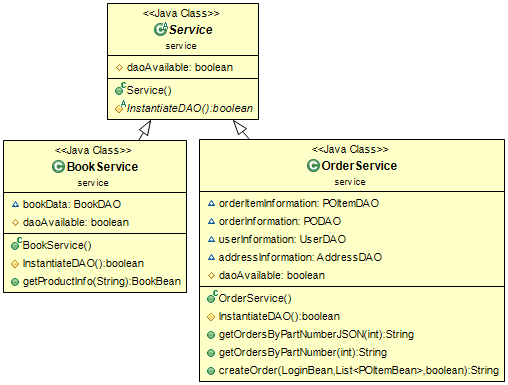 <<Java Class>>
Service
service
daoAvailable: boolean
Service()
InstantiateDAO():boolean
<<Java Class>>
BookService
service
bookData: BookDAO
daoAvailable: boolean
BookService()
InstantiateDAO():boolean
getProductInfo(String):BookBean
<<Java Class>>
OrderService
service
orderItemInformation: POItemDAO
orderInformation: PODAO
userInformation: UserDAO
addressInformation: AddressDAO
daoAvailable: boolean
OrderService()
InstantiateDAO():boolean
getOrdersByPartNumberJSON(int):String
getOrdersByPartNumber(int):String
createOrder(LoginBean,List<POItemBean>,boolean):String